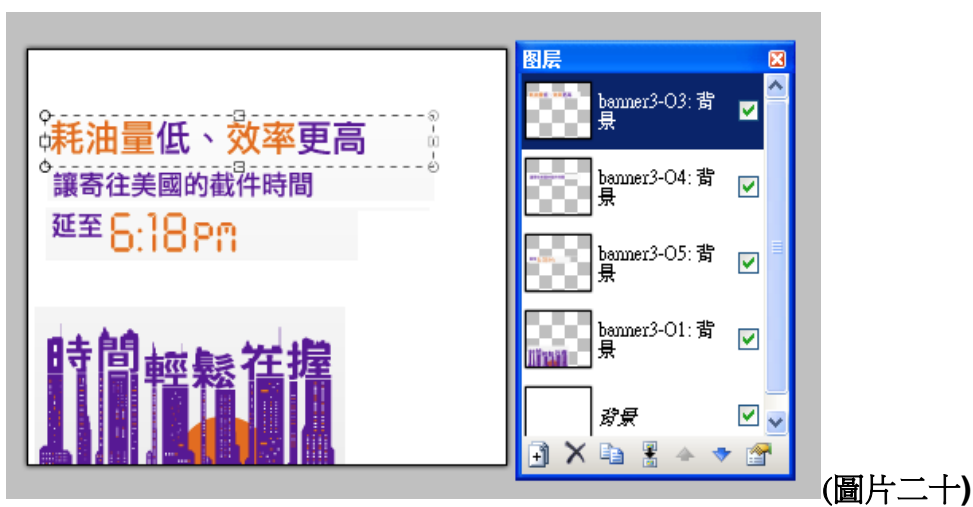 耗油量低、效率更高
讓寄往美國的截件時間
延至 6:18pm
時間輕鬆在握
图层
banner3-O3: 背
景
banner3-O4: 背
景
banner3-O5: 背
景
banner3-O1: 背
景
背景
(圖片二十)